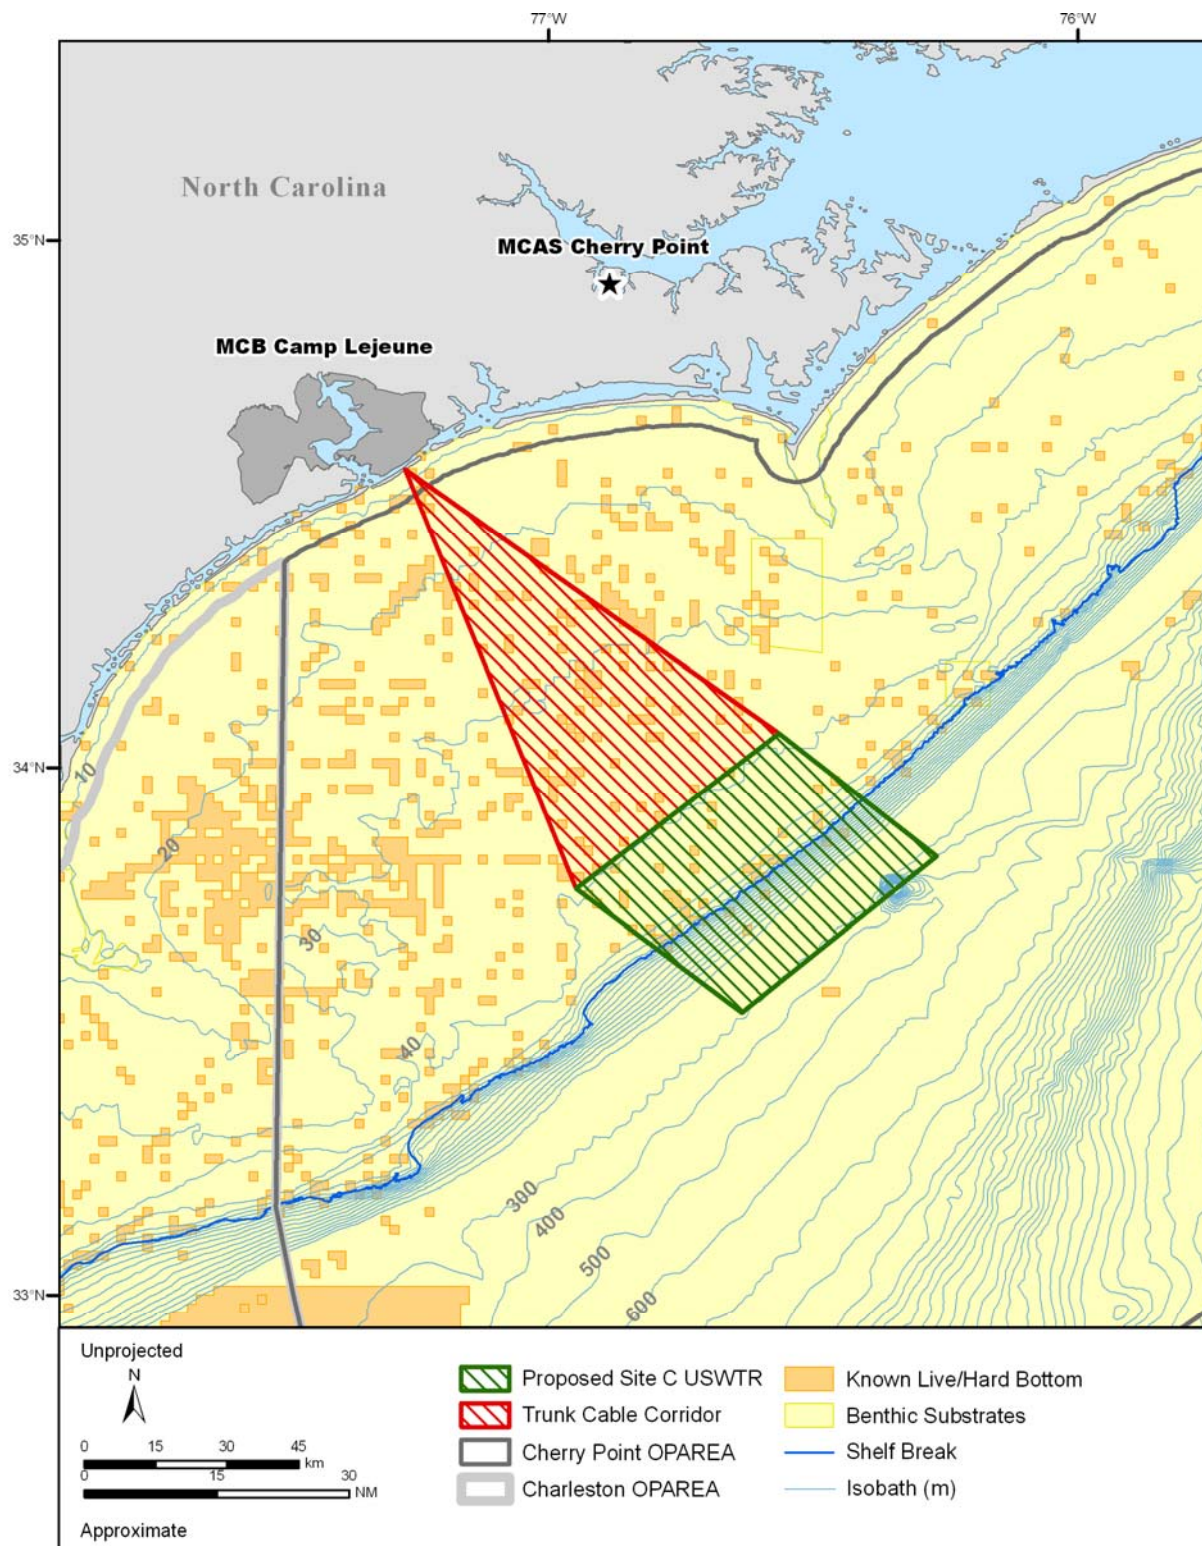 77°W
76°W
North Carolina
35°N
MCAS Cherry Point
MCB Camp Lejeune
34°N
10
20
30
40
300
400
500
600
33°N
Unprojected
N
0 15 30 45
km
0 15 30
NM
Approximate
Proposed Site C USWTR
Trunk Cable Corridor
Cherry Point OPAREA
Charleston OPAREA
Known Live/Hard Bottom
Benthic Substrates
Shelf Break
Isobath (m)